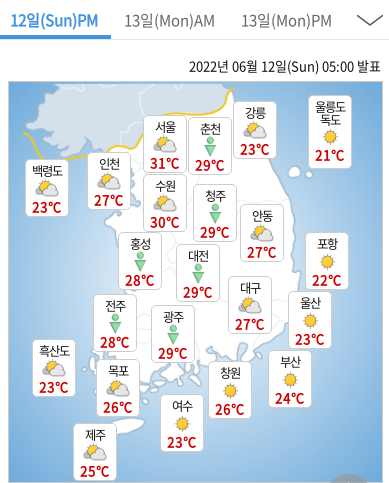 12일(Sun)PM 13일(Mon)AM 13일(Mon)PM
2022년 06월 12일(Sun) 05:00 발표
울릉도
독도
21℃
강릉
23℃
서울
31℃
춘천
29℃
인천
27℃
백령도
23℃
수원
30℃
청주
29℃
안동
27℃
홍성
28℃
대전
29℃
포항
22℃
대구
27℃
울산
23℃
전주
28℃
광주
29℃
흑산도
23℃
목포
26℃
창원
26℃
부산
24℃
여수
23℃
제주
25℃